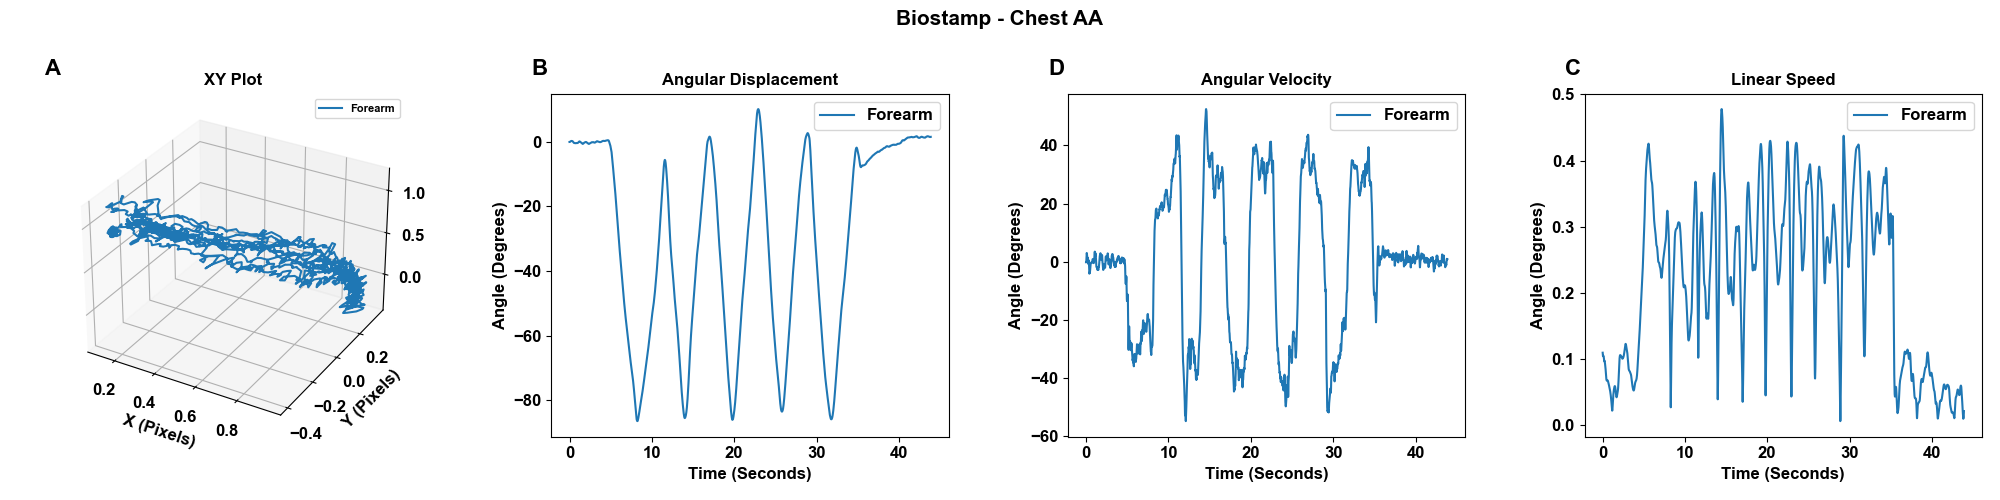 Biostamp - Chest AA
A
XY Plot
Forearm
1.0
0.5
0.0
0.2
0.4
0.6
0.8
X (Pixels)
0.2
0.0
−0.2
−0.4
Y (Pixels)
B
Angular Displacement
Forearm
0
−20
−40
−60
−80
Angle (Degrees)
0
10
20
30
40
Time (Seconds)
D
Angular Velocity
Forearm
40
20
0
−20
−40
−60
Angle (Degrees)
0
10
20
30
40
Time (Seconds)
C
Linear Speed
Forearm
0.5
0.4
0.3
0.2
0.1
0.0
Angle (Degrees)
0
10
20
30
40
Time (Seconds)